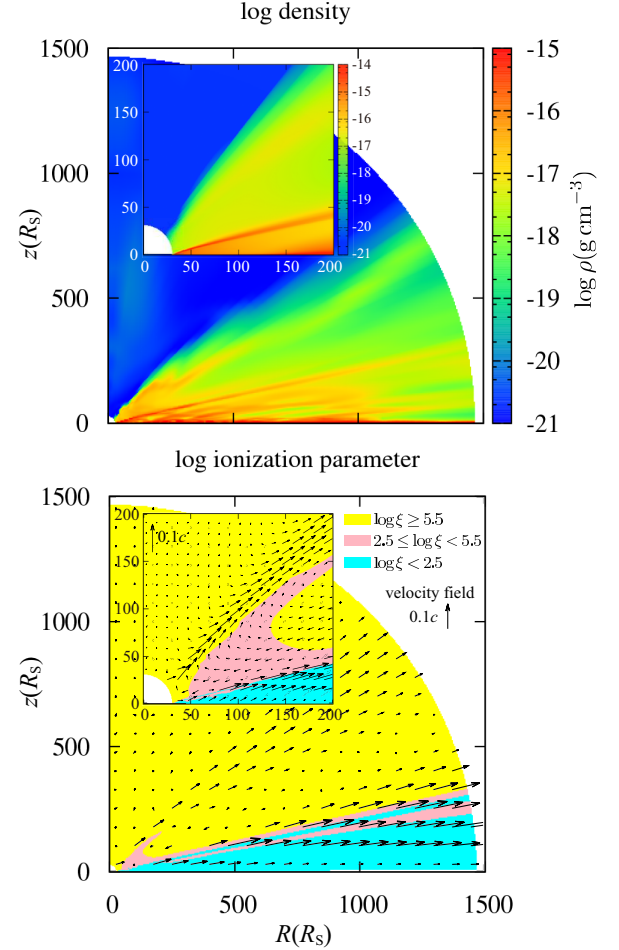 log density
1500
1000
500
0
z(R_S)
200
150
100
50
0
0 50 100 150 200
-14
-15
-16
-17
-18
-19
-20
-21
-15
-16
-17
-18
-19
-20
-21
log ρ(g cm⁻³)
log ionization parameter
1500
1000
500
0
z(R_S)
200
150
100
50
0
0 50 100 150 200
0.1c
log ξ ≥ 5.5
2.5 ≤ log ξ < 5.5
log ξ < 2.5
velocity field
0.1c
0 500 1000 1500
R(R_S)